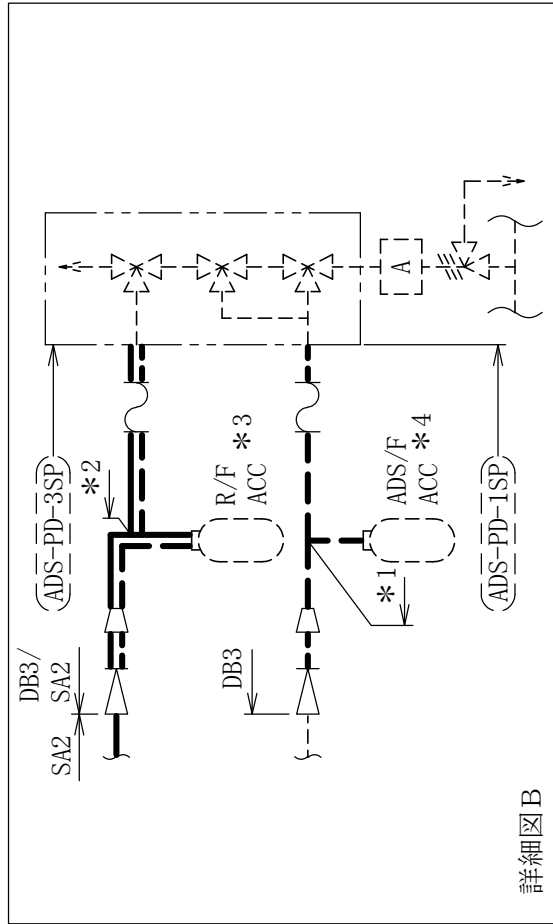 ADS-PD-3SP
*2
DB3/
SA2
SA2
R/F
ACC
*3
DB3
*1
ADS/F
ACC
*4
A
ADS-PD-1SP
詳細図B